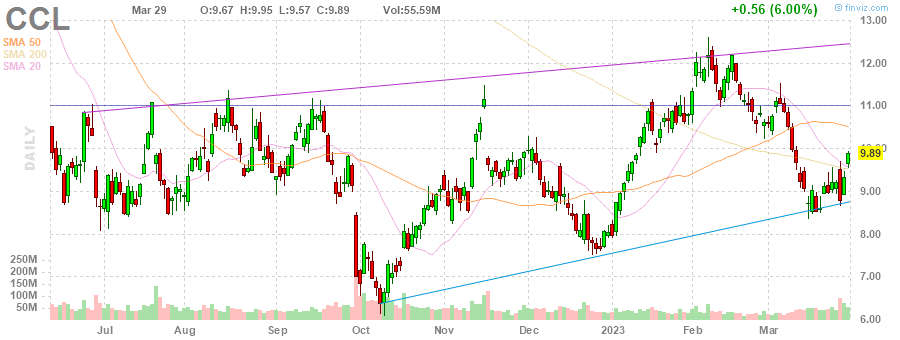 CCL Mar 29 O:9.67 H:9.95 L:9.57 C:9.89 Vol:55.59M +0.56 (6.00%) © finviz.com
SMA 50
SMA 200
SMA 20
DAILY
13.00
12.00
11.00
10.00
9.89
9.00
8.00
7.00
6.00
250M
200M
150M
100M
50M
Jul Aug Sep Oct Nov Dec 2023 Feb Mar